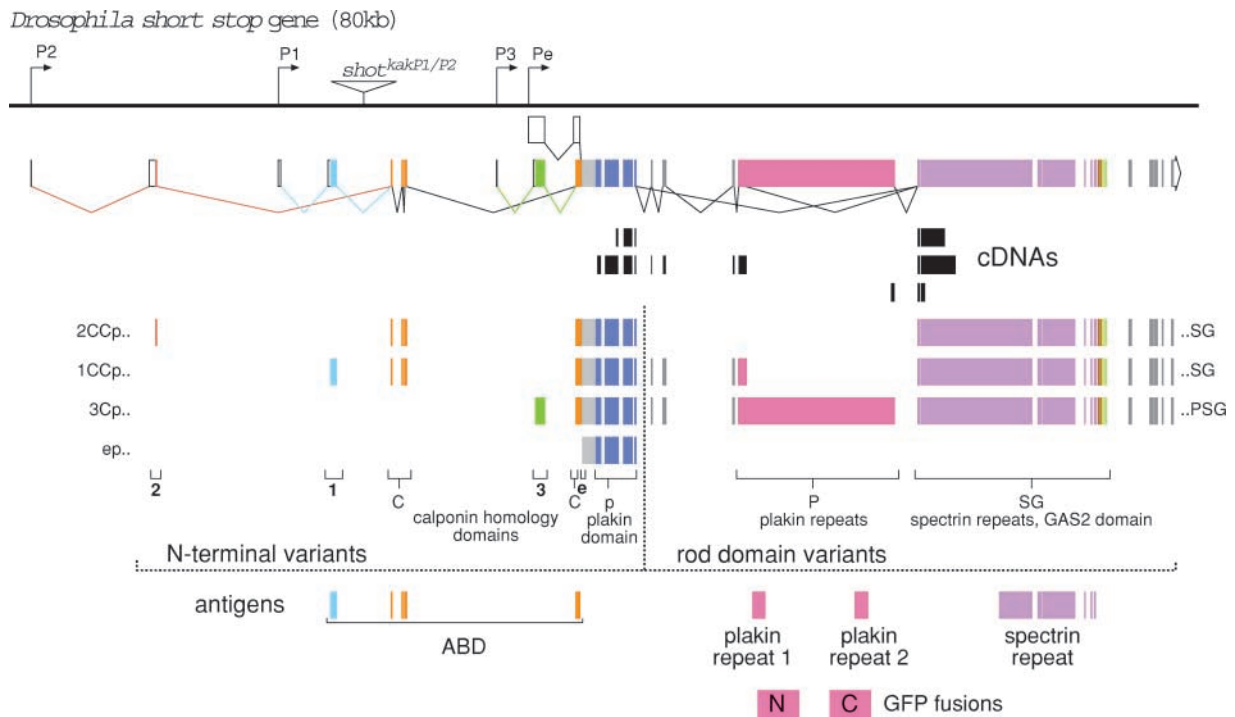 Drosophila short stop gene (80kb)
P2
P1
shot^kakP1/P2
P3
Pe
cDNAs
2CCp..
..SG
1CCp..
..SG
3Cp..
..PSG
ep..
2
1
C
3
C
e
p
P
SG
calponin homology
domains
plakin
domain
plakin repeats
spectrin repeats, GAS2 domain
N-terminal variants
rod domain variants
antigens
ABD
plakin
repeat 1
plakin
repeat 2
spectrin
repeat
N
C
GFP fusions